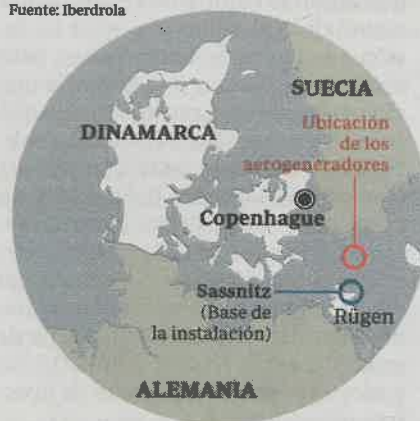 Fuente: Iberdrola
SUECIA
DINAMARCA
Ubicación
de los
aerogeneradores
Copenhague
Sassnitz
(Base de
la instalación)
Rügen
ALEMANIA